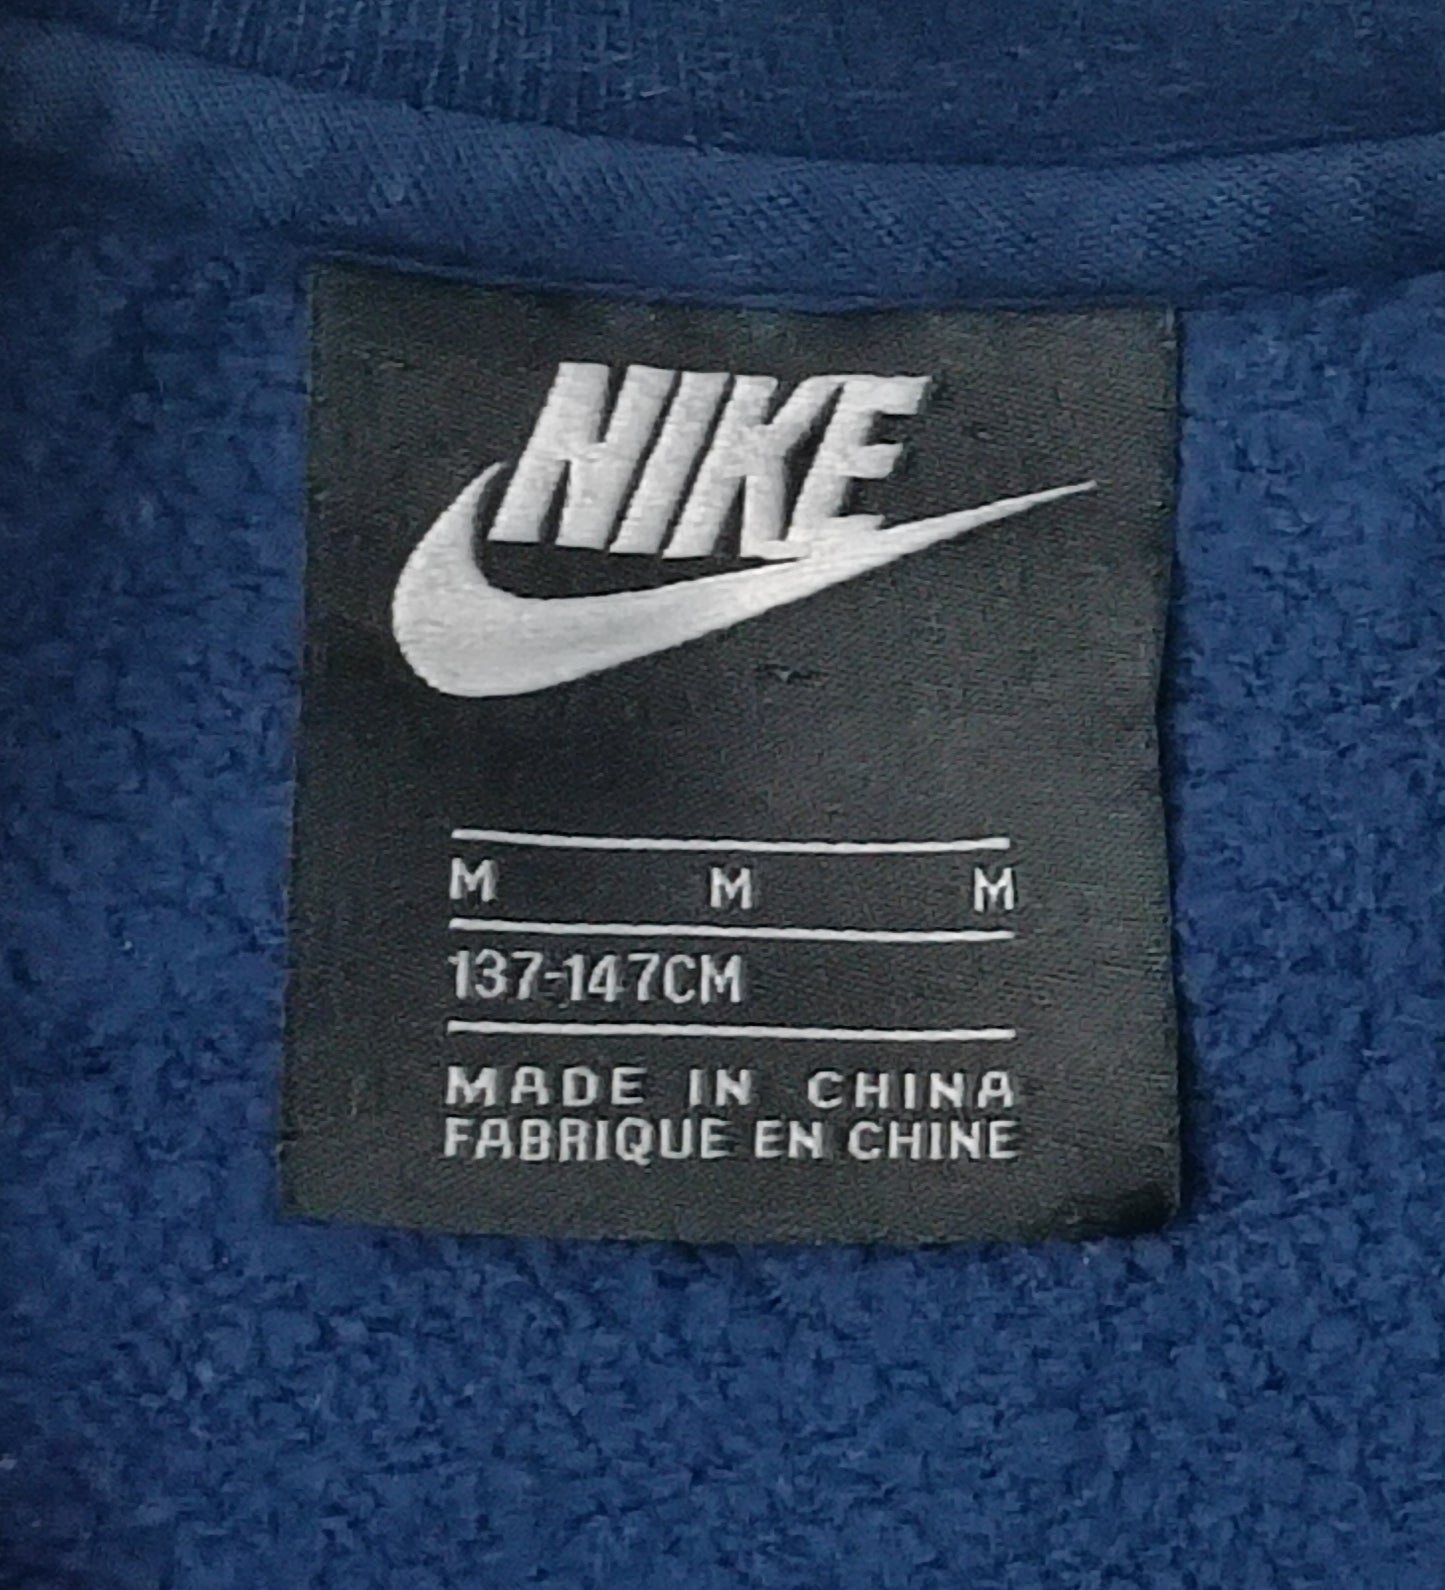 NIKE
M M M
137-147CM
MADE IN CHINA
FABRIQUE EN CHINE